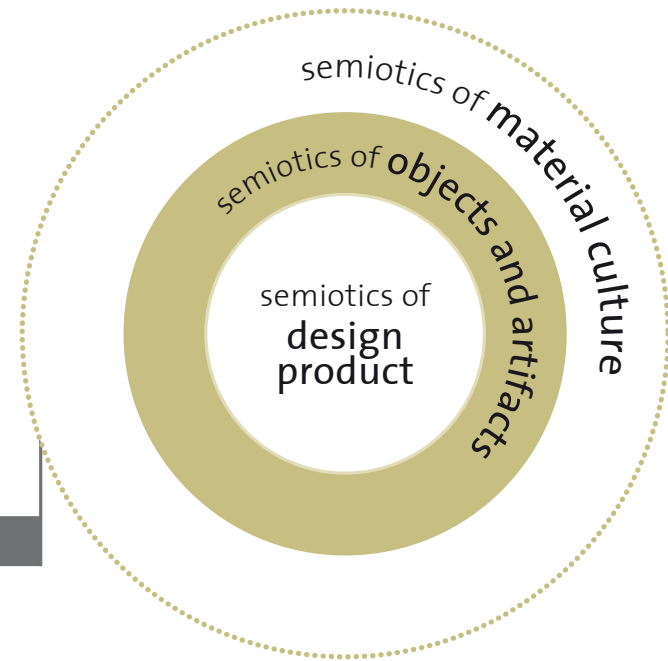 semiotics of material culture
semiotics of objects and artifacts
semiotics of
design
product